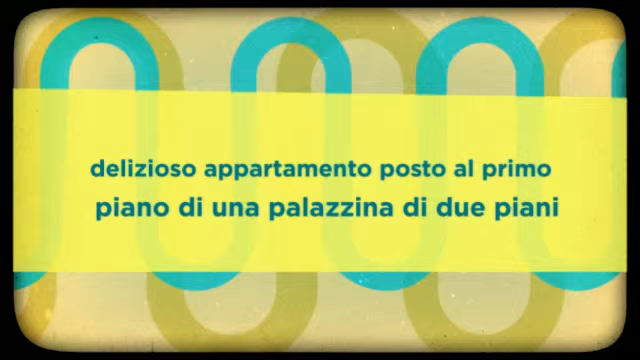 delizioso appartamento posto al primo
piano di una palazzina di due piani